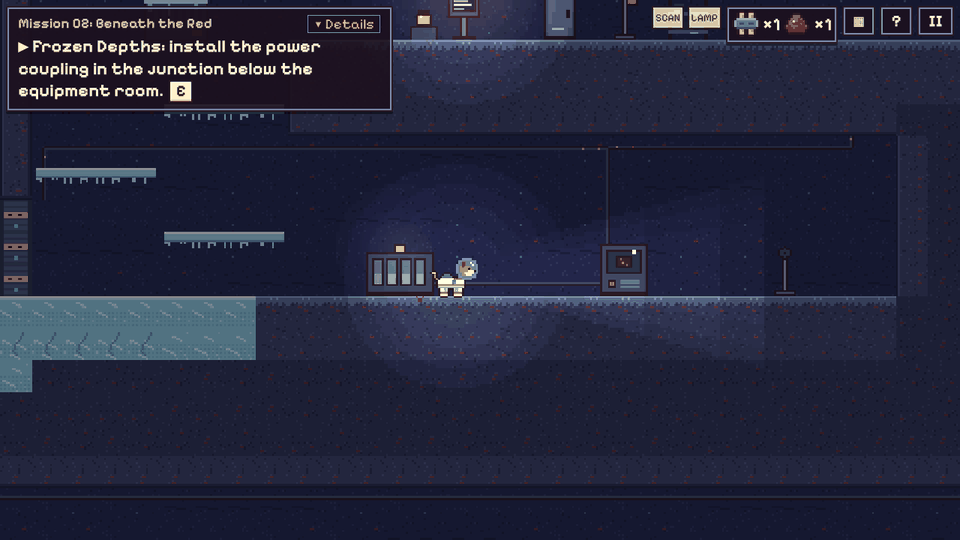 Mission 08: Beneath the Red
▾ Details
▶ Frozen Depths: install the power
coupling in the Junction below the
equipment room. E
SCAN
LAMP
×1
×1
?